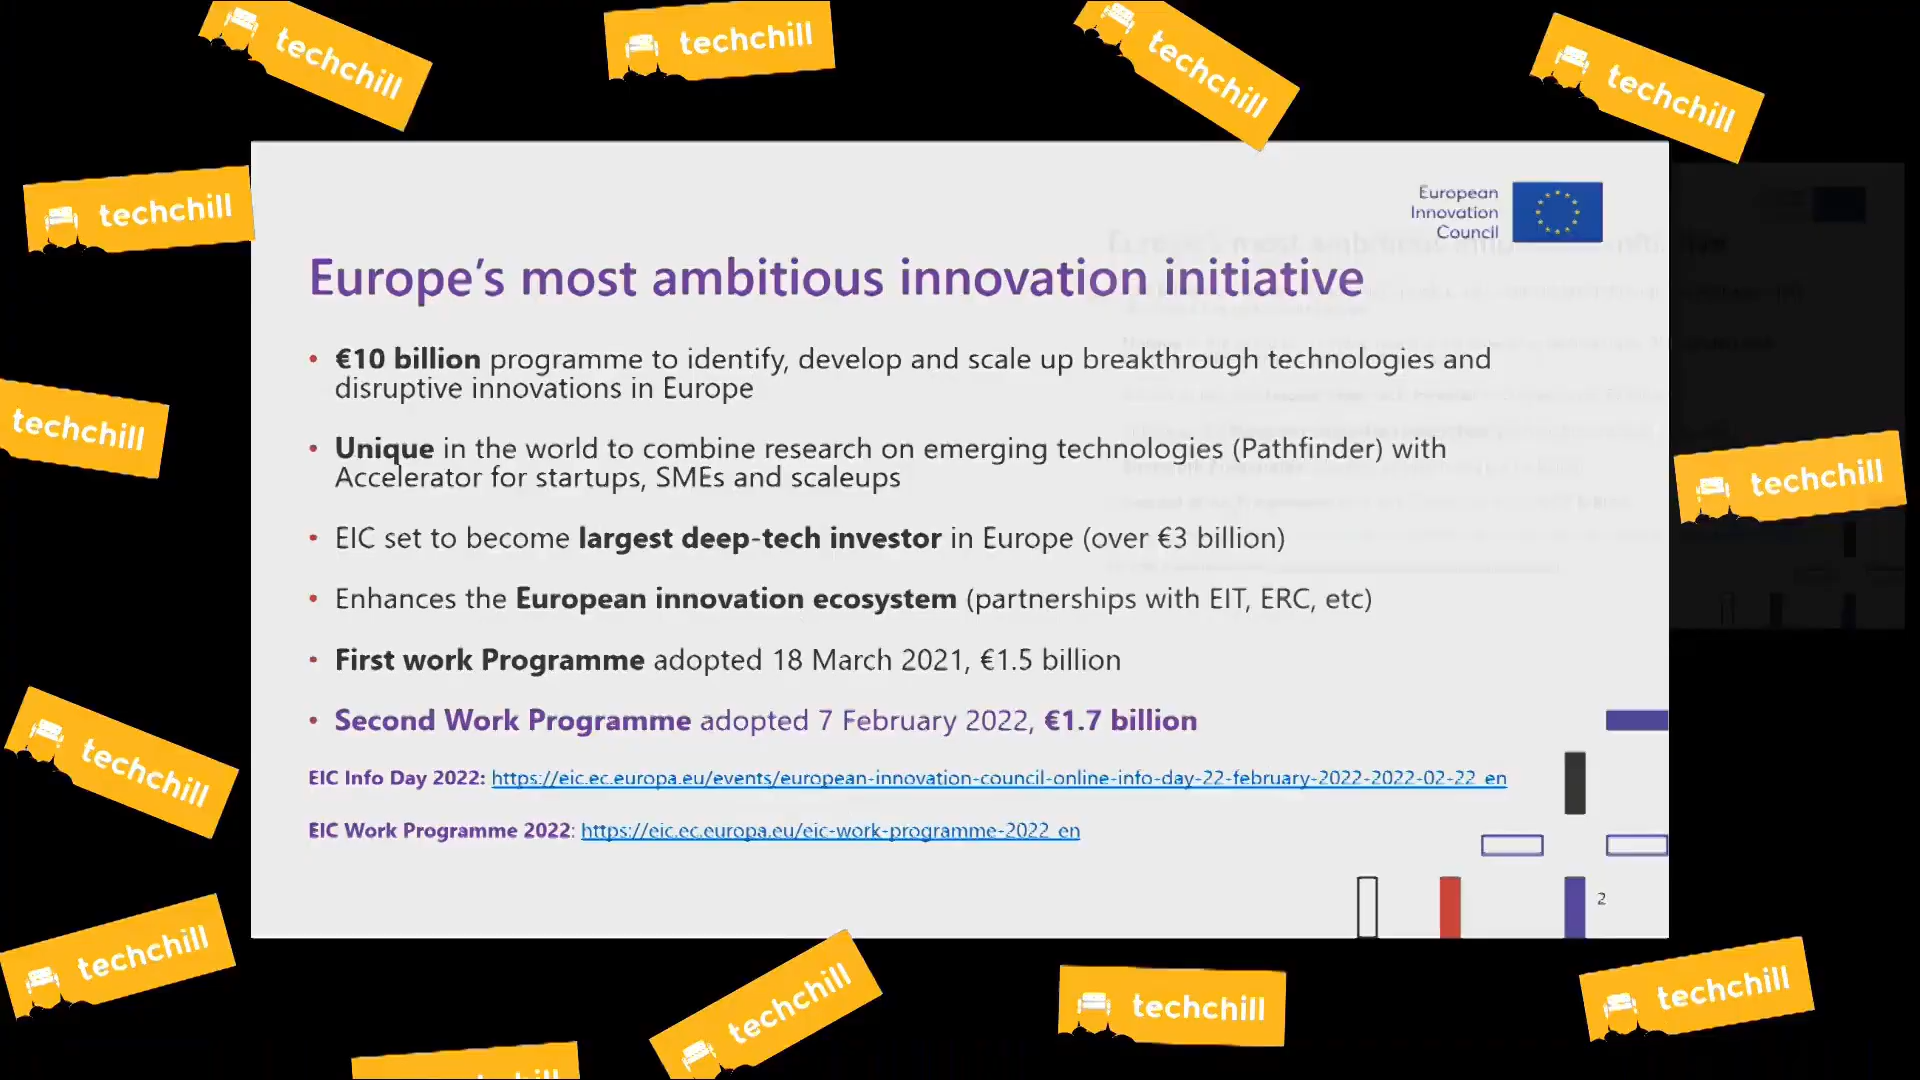 techchill
techchill
techchill
techchill
techchill
European
Innovation
Council
Europe's most ambitious innovation initiative
• €10 billion programme to identify, develop and scale up breakthrough technologies and
disruptive innovations in Europe
techchill
• Unique in the world to combine research on emerging technologies (Pathfinder) with
Accelerator for startups, SMEs and scaleups
techchill
• EIC set to become largest deep-tech investor in Europe (over €3 billion)
• Enhances the European innovation ecosystem (partnerships with EIT, ERC, etc)
• First work Programme adopted 18 March 2021, €1.5 billion
• Second Work Programme adopted 7 February 2022, €1.7 billion
techchill
EIC Info Day 2022: https://eic.ec.europa.eu/events/european-innovation-council-online-info-day-22-february-2022-2022-02-22_en
EIC Work Programme 2022: https://eic.ec.europa.eu/eic-work-programme-2022_en
2
techchill
techchill
techchill
techchill
techchill